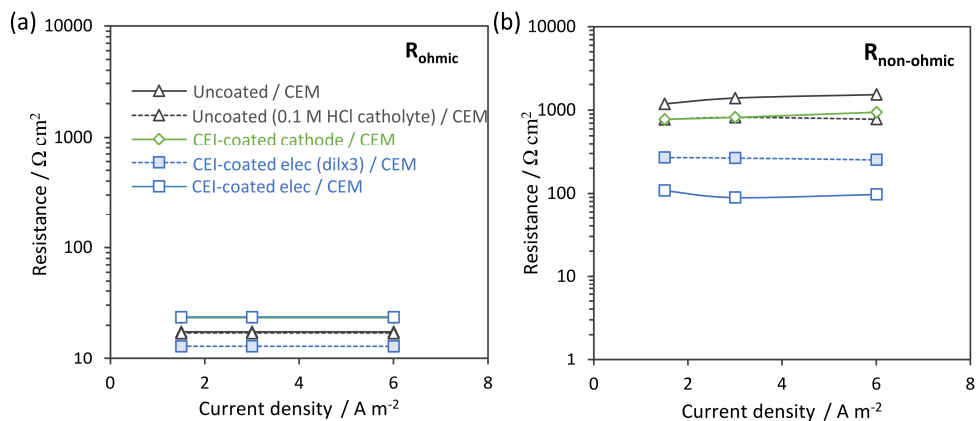 (a)
10000
1000
100
10
Resistance / Ω cm2
R_ohmic
Uncoated / CEM
Uncoated (0.1 M HCl catholyte) / CEM
CEI-coated cathode / CEM
CEI-coated elec (dilx3) / CEM
CEI-coated elec / CEM
0 2 4 6 8
Current density / A m-2
(b)
10000
1000
100
10
1
Resistance / Ω cm2
R_non-ohmic
0 2 4 6 8
Current density / A m-2